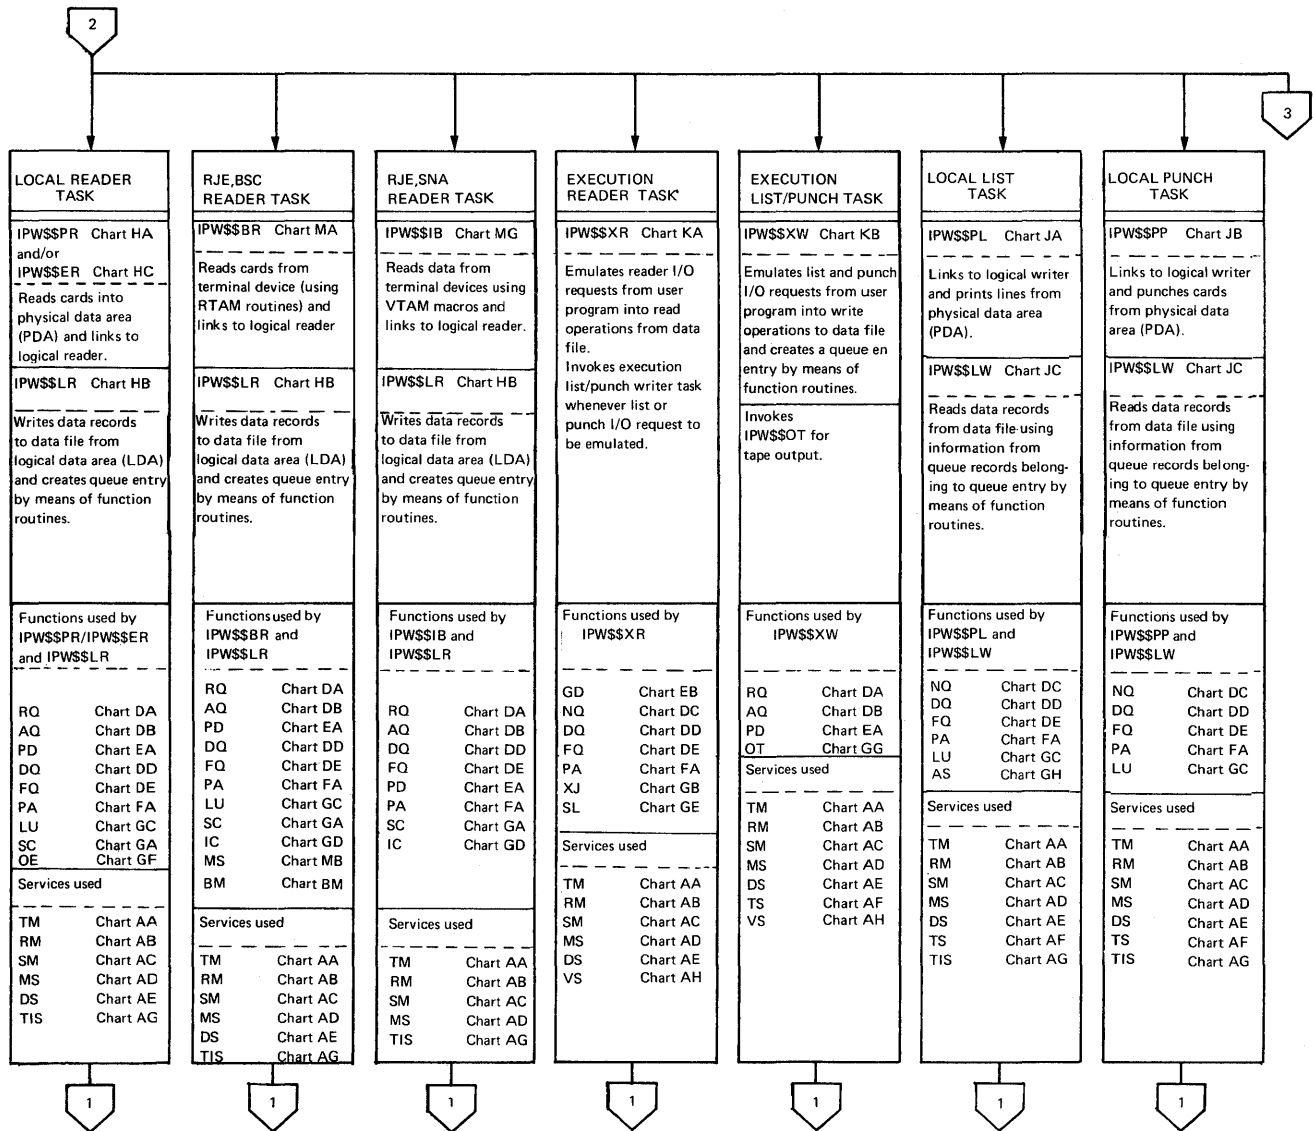 2
3
LOCAL READER
TASK
IPW$$PR Chart HA
and/or
IPW$$ER Chart HC
Reads cards into
physical data area
(PDA) and links to
logical reader.
IPW$$LR Chart HB
Writes data records
to data file from
logical data area (LDA)
and creates queue entry
by means of function
routines.
Functions used by
IPW$$PR/IPW$$ER
and IPW$$LR
RQ Chart DA
AQ Chart DB
PD Chart EA
DQ Chart DD
FQ Chart DE
PA Chart FA
LU Chart GC
SC Chart GA
OE Chart GF
Services used
TM Chart AA
RM Chart AB
SM Chart AC
MS Chart AD
DS Chart AE
TIS Chart AG
1
RJE,BSC
READER TASK
IPW$$BR Chart MA
Reads cards from
terminal device (using
RTAM routines) and
links to logical reader
IPW$$LR Chart HB
Writes data records
to data file from
logical data area (LDA)
and creates queue entry
by means of function
routines.
Functions used by
IPW$$BR and
IPW$$LR
RQ Chart DA
AQ Chart DB
PD Chart EA
DQ Chart DD
FQ Chart DE
PA Chart FA
LU Chart GC
SC Chart GA
IC Chart GD
MS Chart MB
BM Chart BM
Services used
TM Chart AA
RM Chart AB
SM Chart AC
MS Chart AD
DS Chart AE
TIS Chart AG
1
RJE,SNA
READER TASK
IPW$$IB Chart MG
Reads data from
terminal devices using
VTAM macros and
links to logical reader.
IPW$$LR Chart HB
Writes data records
to data file from
logical data area (LDA)
and creates queue entry
by means of function
routines.
Functions used by
IPW$$IB and
IPW$$LR
RQ Chart DA
AQ Chart DB
DQ Chart DD
FQ Chart DE
PD Chart EA
PA Chart FA
SC Chart GA
IC Chart GD
Services used
TM Chart AA
RM Chart AB
SM Chart AC
MS Chart AD
TIS Chart AG
1
EXECUTION
READER TASK
IPW$$XR Chart KA
Emulates reader I/O
requests from user
program into read
operations from data
file.
Invokes execution
list/punch writer task
whenever list or
punch I/O request to
be emulated.
Functions used by
IPW$$XR
GD Chart EB
NQ Chart DC
DQ Chart DD
FQ Chart DE
PA Chart FA
XJ Chart GB
SL Chart GE
Services used
TM Chart AA
RM Chart AB
SM Chart AC
MS Chart AD
DS Chart AE
VS Chart AH
1
EXECUTION
LIST/PUNCH TASK
IPW$$XW Chart KB
Emulates list and punch
I/O requests from user
program into write
operations to data file
and creates a queue en
entry by means of
function routines.
Invokes
IPW$$OT for
tape output.
Functions used by
IPW$$XW
RQ Chart DA
AQ Chart DB
PD Chart EA
OT Chart GG
Services used
TM Chart AA
RM Chart AB
SM Chart AC
MS Chart AD
DS Chart AE
TS Chart AF
VS Chart AH
1
LOCAL LIST
TASK
IPW$$PL Chart JA
Links to logical writer
and prints lines from
physical data area
(PDA).
IPW$$LW Chart JC
Reads data records
from data file using
information from
queue records belong-
ing to queue entry by
means of function
routines.
Functions used by
IPW$$PL and
IPW$$LW
NQ Chart DC
DQ Chart DD
FQ Chart DE
PA Chart FA
LU Chart GC
AS Chart GH
Services used
TM Chart AA
RM Chart AB
SM Chart AC
MS Chart AD
DS Chart AE
TS Chart AF
TIS Chart AG
1
LOCAL PUNCH
TASK
IPW$$PP Chart JB
Links to logical writer
and punches cards
from physical data
area (PDA).
IPW$$LW Chart JC
Reads data records
from data file using
information from
queue records belong-
ing to queue entry by
means of function
routines.
Functions used by
IPW$$PP and
IPW$$LW
NQ Chart DC
DQ Chart DD
FQ Chart DE
PA Chart FA
LU Chart GC
Services used
TM Chart AA
RM Chart AB
SM Chart AC
MS Chart AD
DS Chart AE
TS Chart AF
TIS Chart AG
1